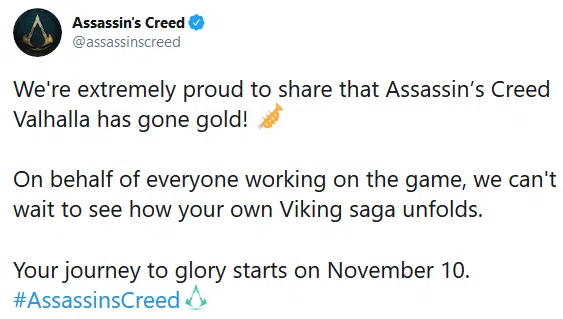 Assassin's Creed
@assassinscreed
We're extremely proud to share that Assassin’s Creed
Valhalla has gone gold! 🎺
On behalf of everyone working on the game, we can't
wait to see how your own Viking saga unfolds.
Your journey to glory starts on November 10.
#AssassinsCreed